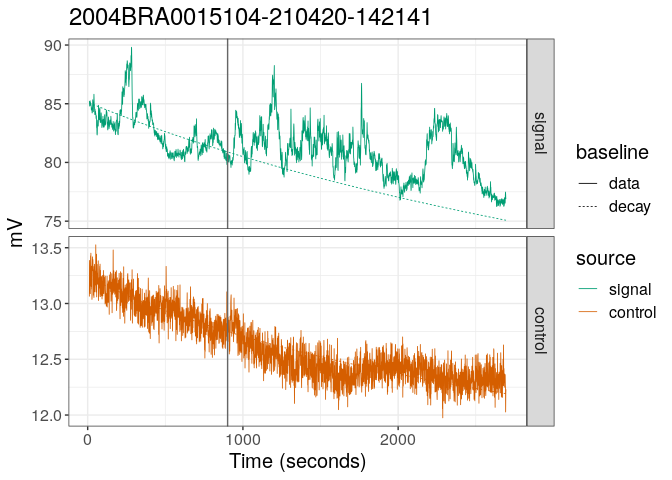 2004BRA0015104-210420-142141
90
85
80
75
signal
mV
13.5
13.0
12.5
12.0
control
0
1000
2000
Time (seconds)
baseline
data
decay
source
signal
control